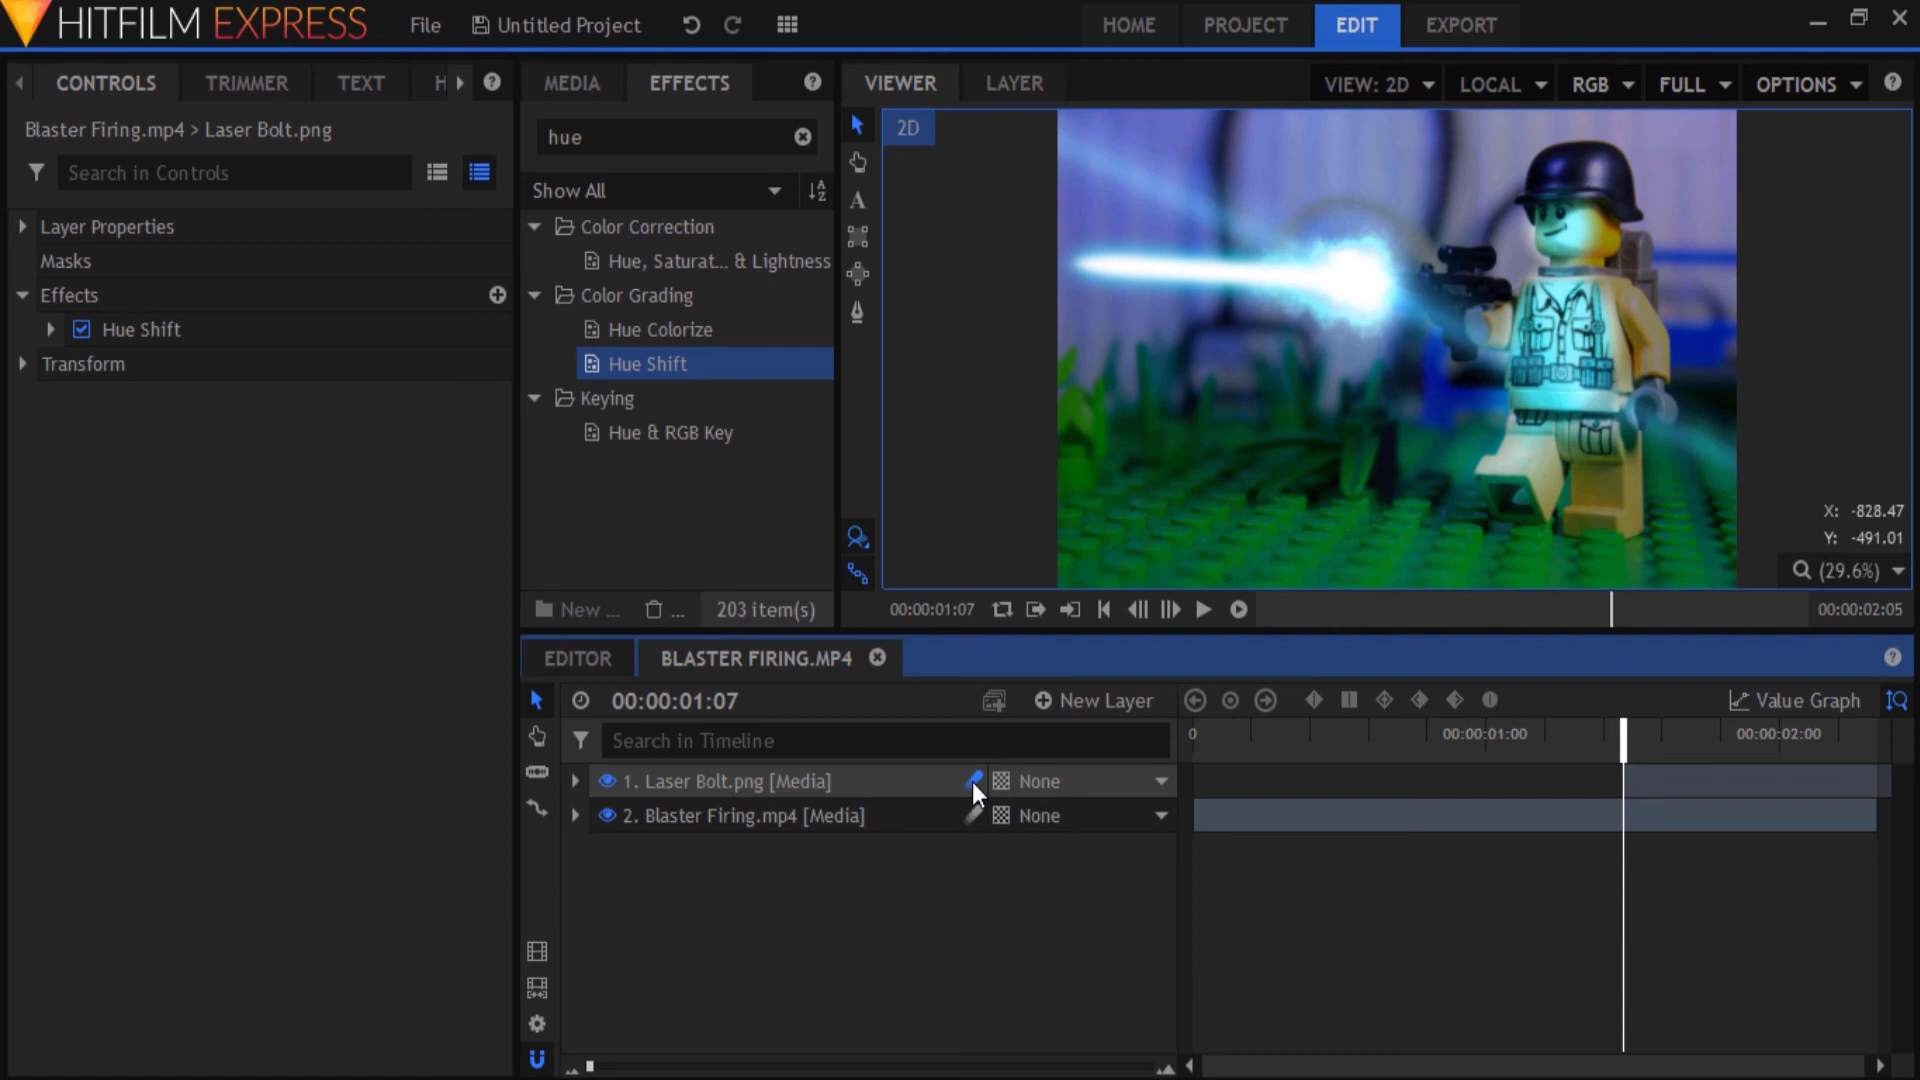 HITFILM EXPRESS
File
Untitled Project
HOME
PROJECT
EDIT
EXPORT
CONTROLS
TRIMMER
TEXT
Blaster Firing.mp4 > Laser Bolt.png
Search in Controls
Layer Properties
Masks
Effects
Hue Shift
Transform
MEDIA
EFFECTS
hue
Show All
Color Correction
Hue, Saturat... & Lightness
Color Grading
Hue Colorize
Hue Shift
Keying
Hue & RGB Key
New ...
...
203 item(s)
VIEWER
LAYER
VIEW: 2D
LOCAL
RGB
FULL
OPTIONS
2D
X: -828.47
Y: -491.01
(29.6%)
00:00:01:07
00:00:02:05
EDITOR
BLASTER FIRING.MP4
00:00:01:07
New Layer
Value Graph
Search in Timeline
0
00:00:01:00
00:00:02:00
1. Laser Bolt.png [Media]
None
2. Blaster Firing.mp4 [Media]
None